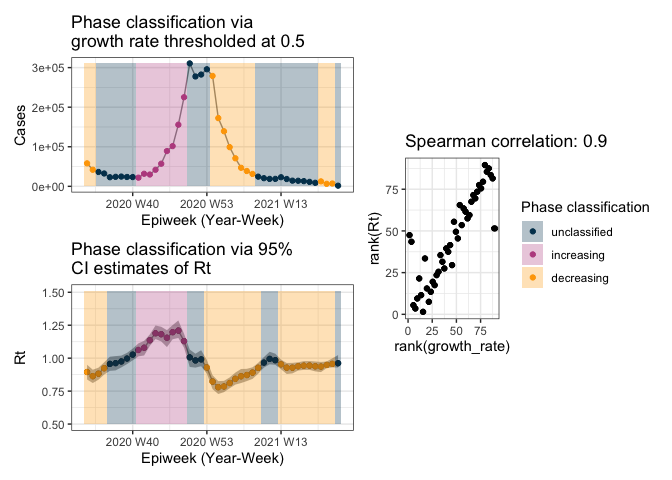 Phase classification via
growth rate thresholded at 0.5
3e+05
2e+05
1e+05
0e+00
Cases
2020 W40
2020 W53
2021 W13
Epiweek (Year-Week)
Phase classification via 95%
CI estimates of Rt
1.50
1.25
1.00
0.75
0.50
Rt
2020 W40
2020 W53
2021 W13
Epiweek (Year-Week)
Spearman correlation: 0.9
75
50
25
0
rank(Rt)
0
25
50
75
rank(growth_rate)
Phase classification
unclassified
increasing
decreasing